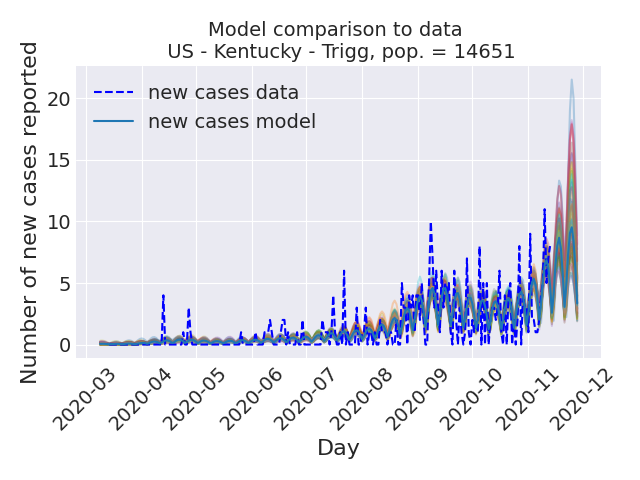 Model comparison to data
US - Kentucky - Trigg, pop. = 14651
Number of new cases reported
20
15
10
5
0
new cases data
new cases model
2020-03
2020-04
2020-05
2020-06
2020-07
2020-08
2020-09
2020-10
2020-11
2020-12
Day